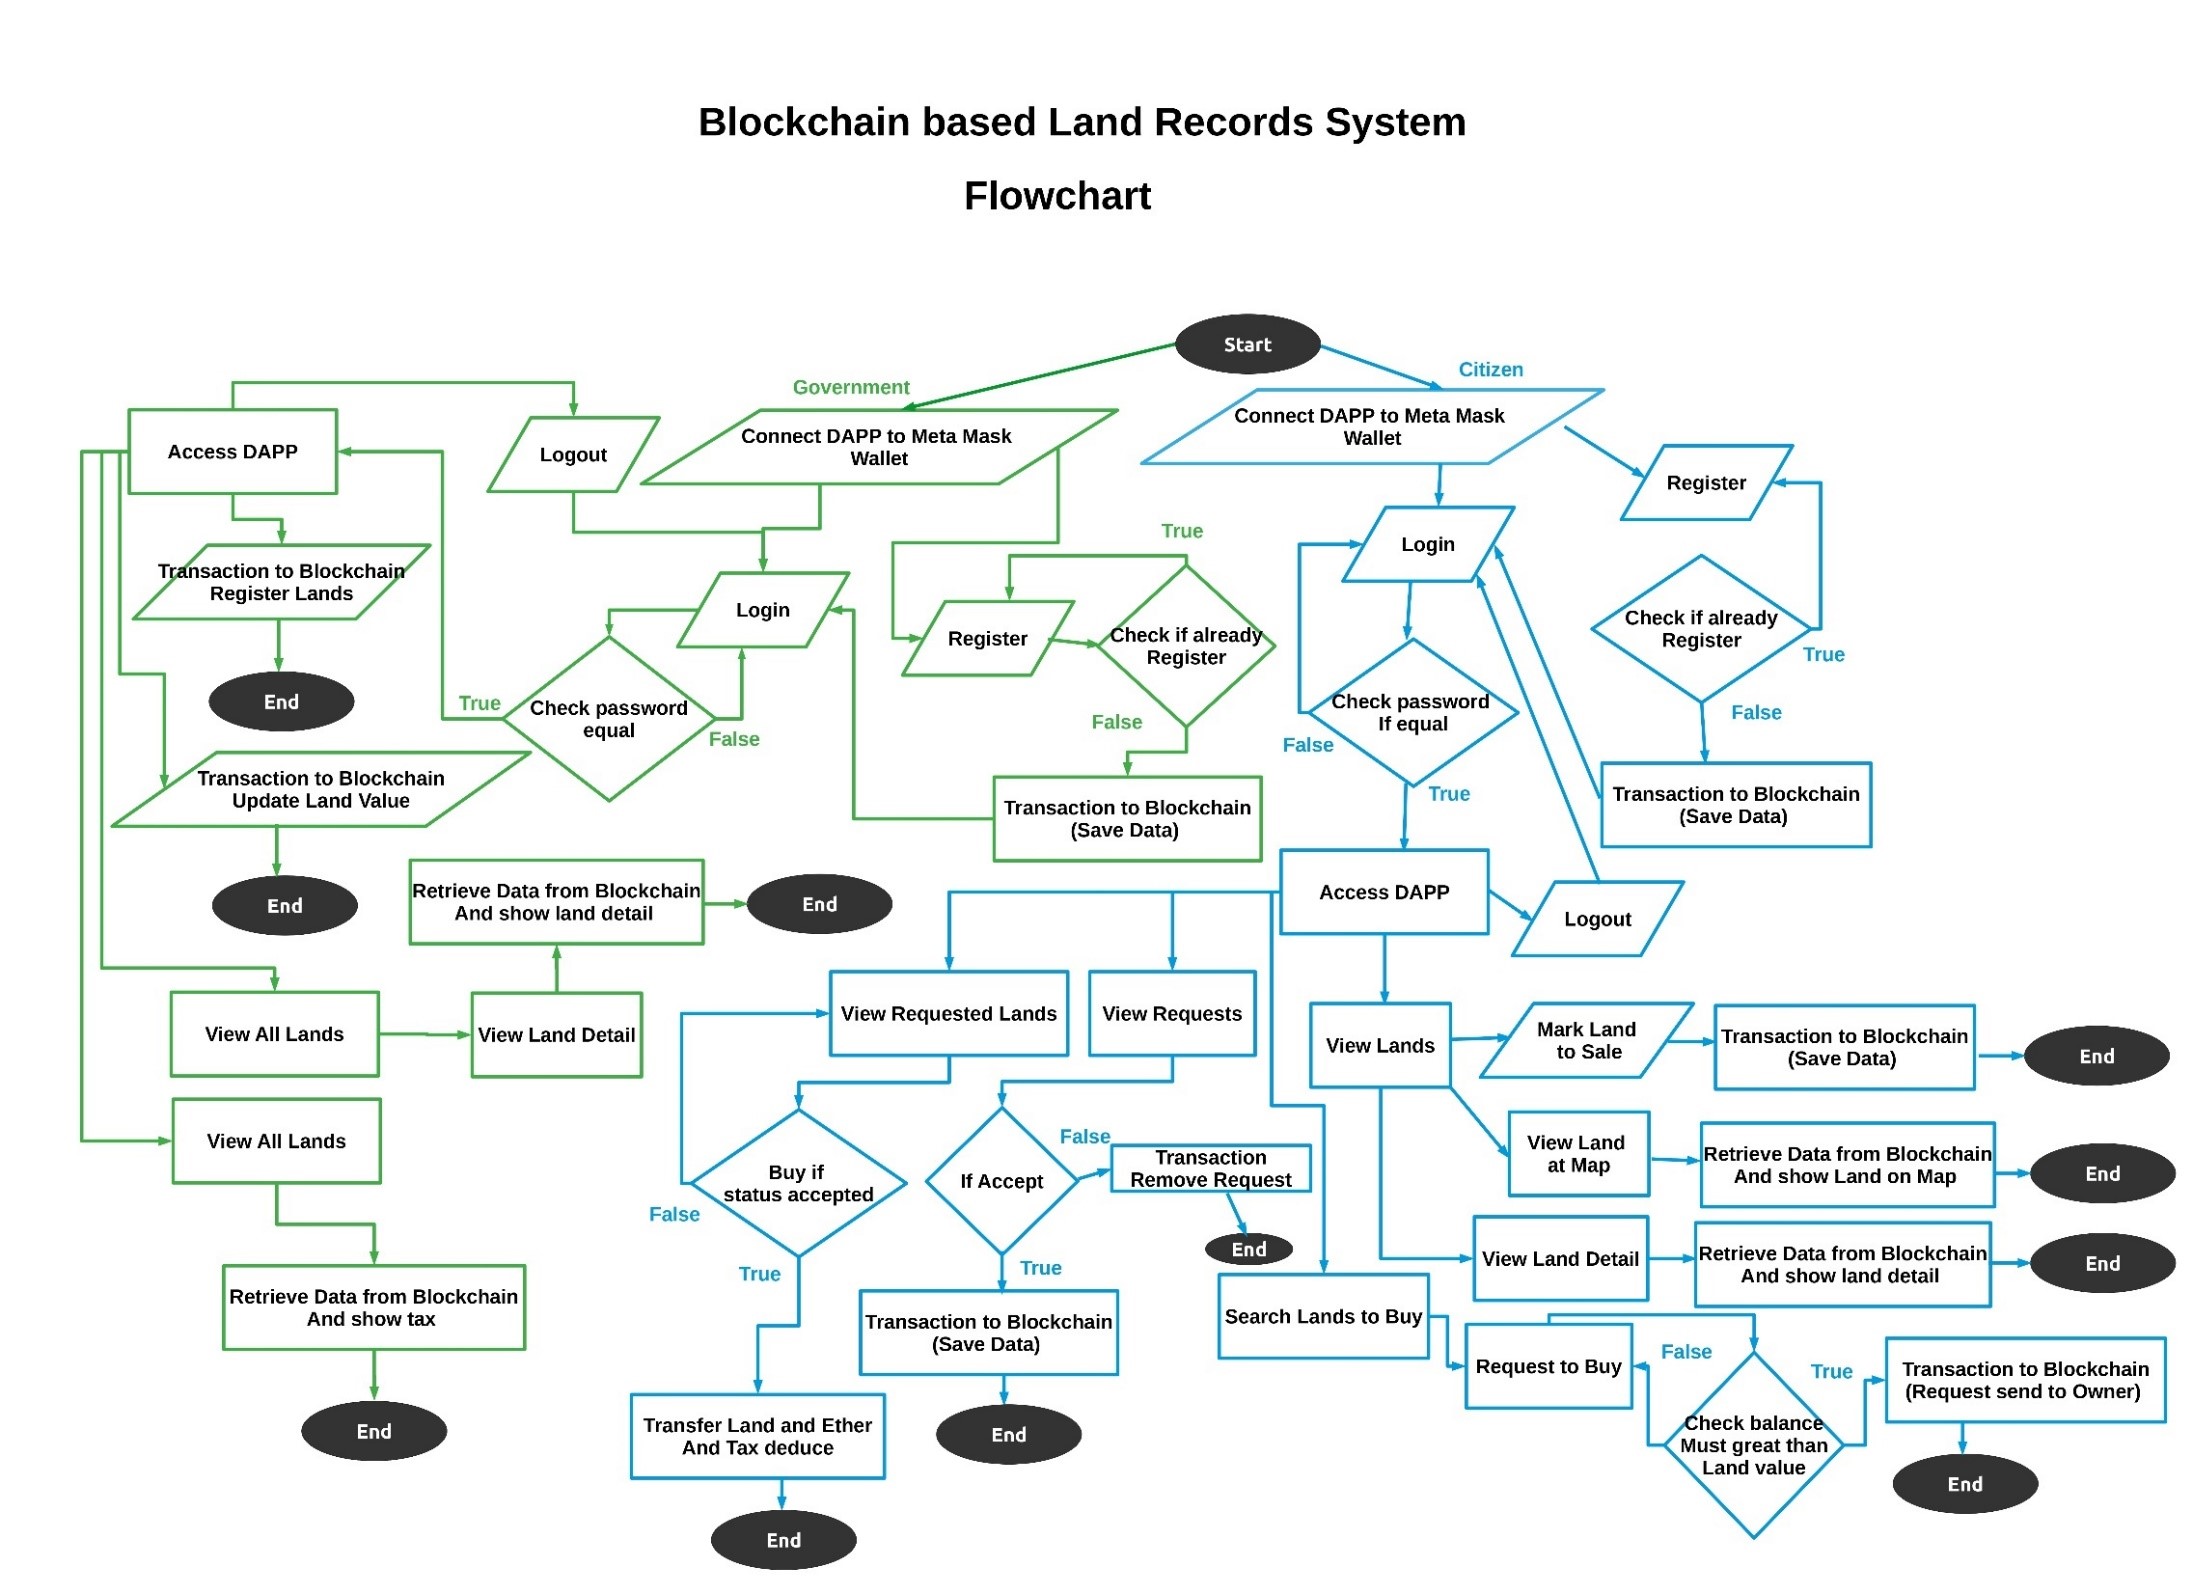 Blockchain based Land Records System
Flowchart
Start
Government
Citizen
Connect DAPP to Meta Mask
Wallet
Connect DAPP to Meta Mask
Wallet
Access DAPP
Logout
Register
Transaction to Blockchain
Register Lands
End
Login
True
Register
Check if already
Register
Login
Check if already
Register
True
False
True
Check password
equal
False
False
Check password
If equal
False
True
Transaction to Blockchain
Update Land Value
End
Transaction to Blockchain
(Save Data)
Transaction to Blockchain
(Save Data)
Retrieve Data from Blockchain
And show land detail
End
Access DAPP
Logout
View All Lands
View Land Detail
View Requested Lands
View Requests
View Lands
Mark Land
to Sale
Transaction to Blockchain
(Save Data)
End
View All Lands
Buy if
status accepted
False
True
If Accept
False
True
Transaction
Remove Request
End
View Land
at Map
Retrieve Data from Blockchain
And show Land on Map
End
View Land Detail
Retrieve Data from Blockchain
And show land detail
End
Retrieve Data from Blockchain
And show tax
End
Transaction to Blockchain
(Save Data)
End
Search Lands to Buy
Request to Buy
False
True
Check balance
Must great than
Land value
Transaction to Blockchain
(Request send to Owner)
End
Transfer Land and Ether
And Tax deduce
End